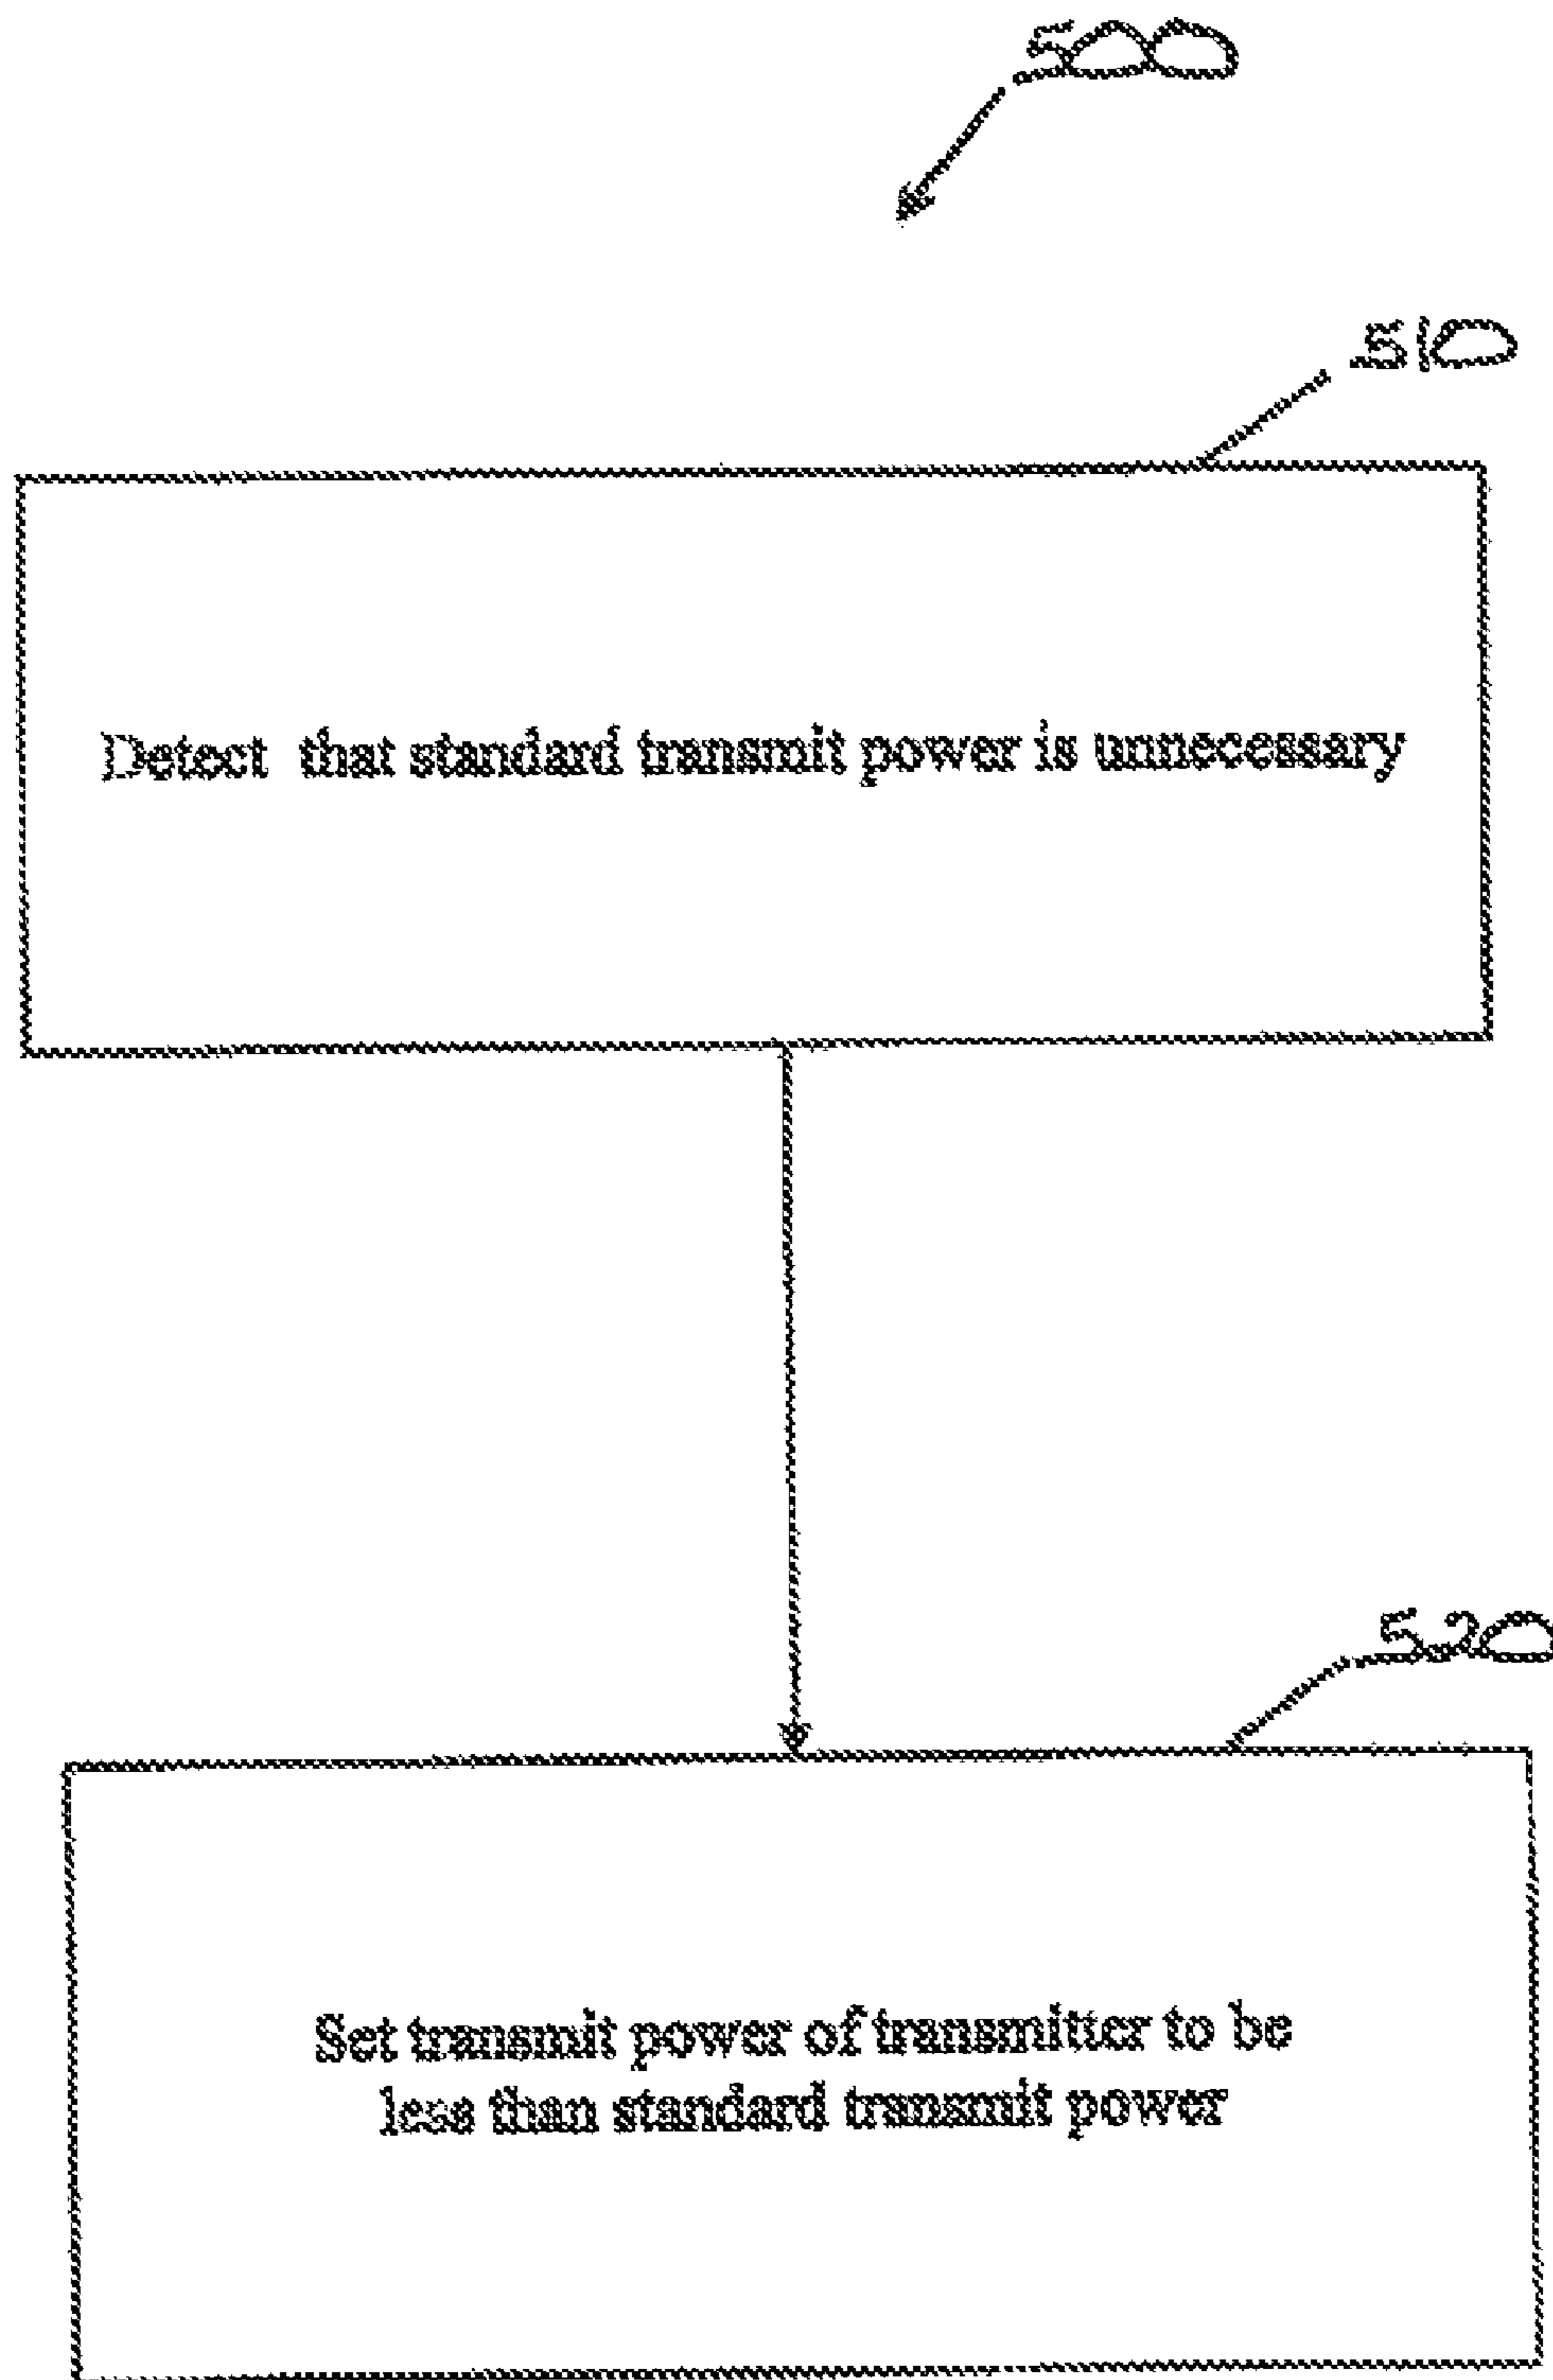 500
510
Detect that standard transmit power is unnecessary
520
Set transmit power of transmitter to be
less than standard transmit power